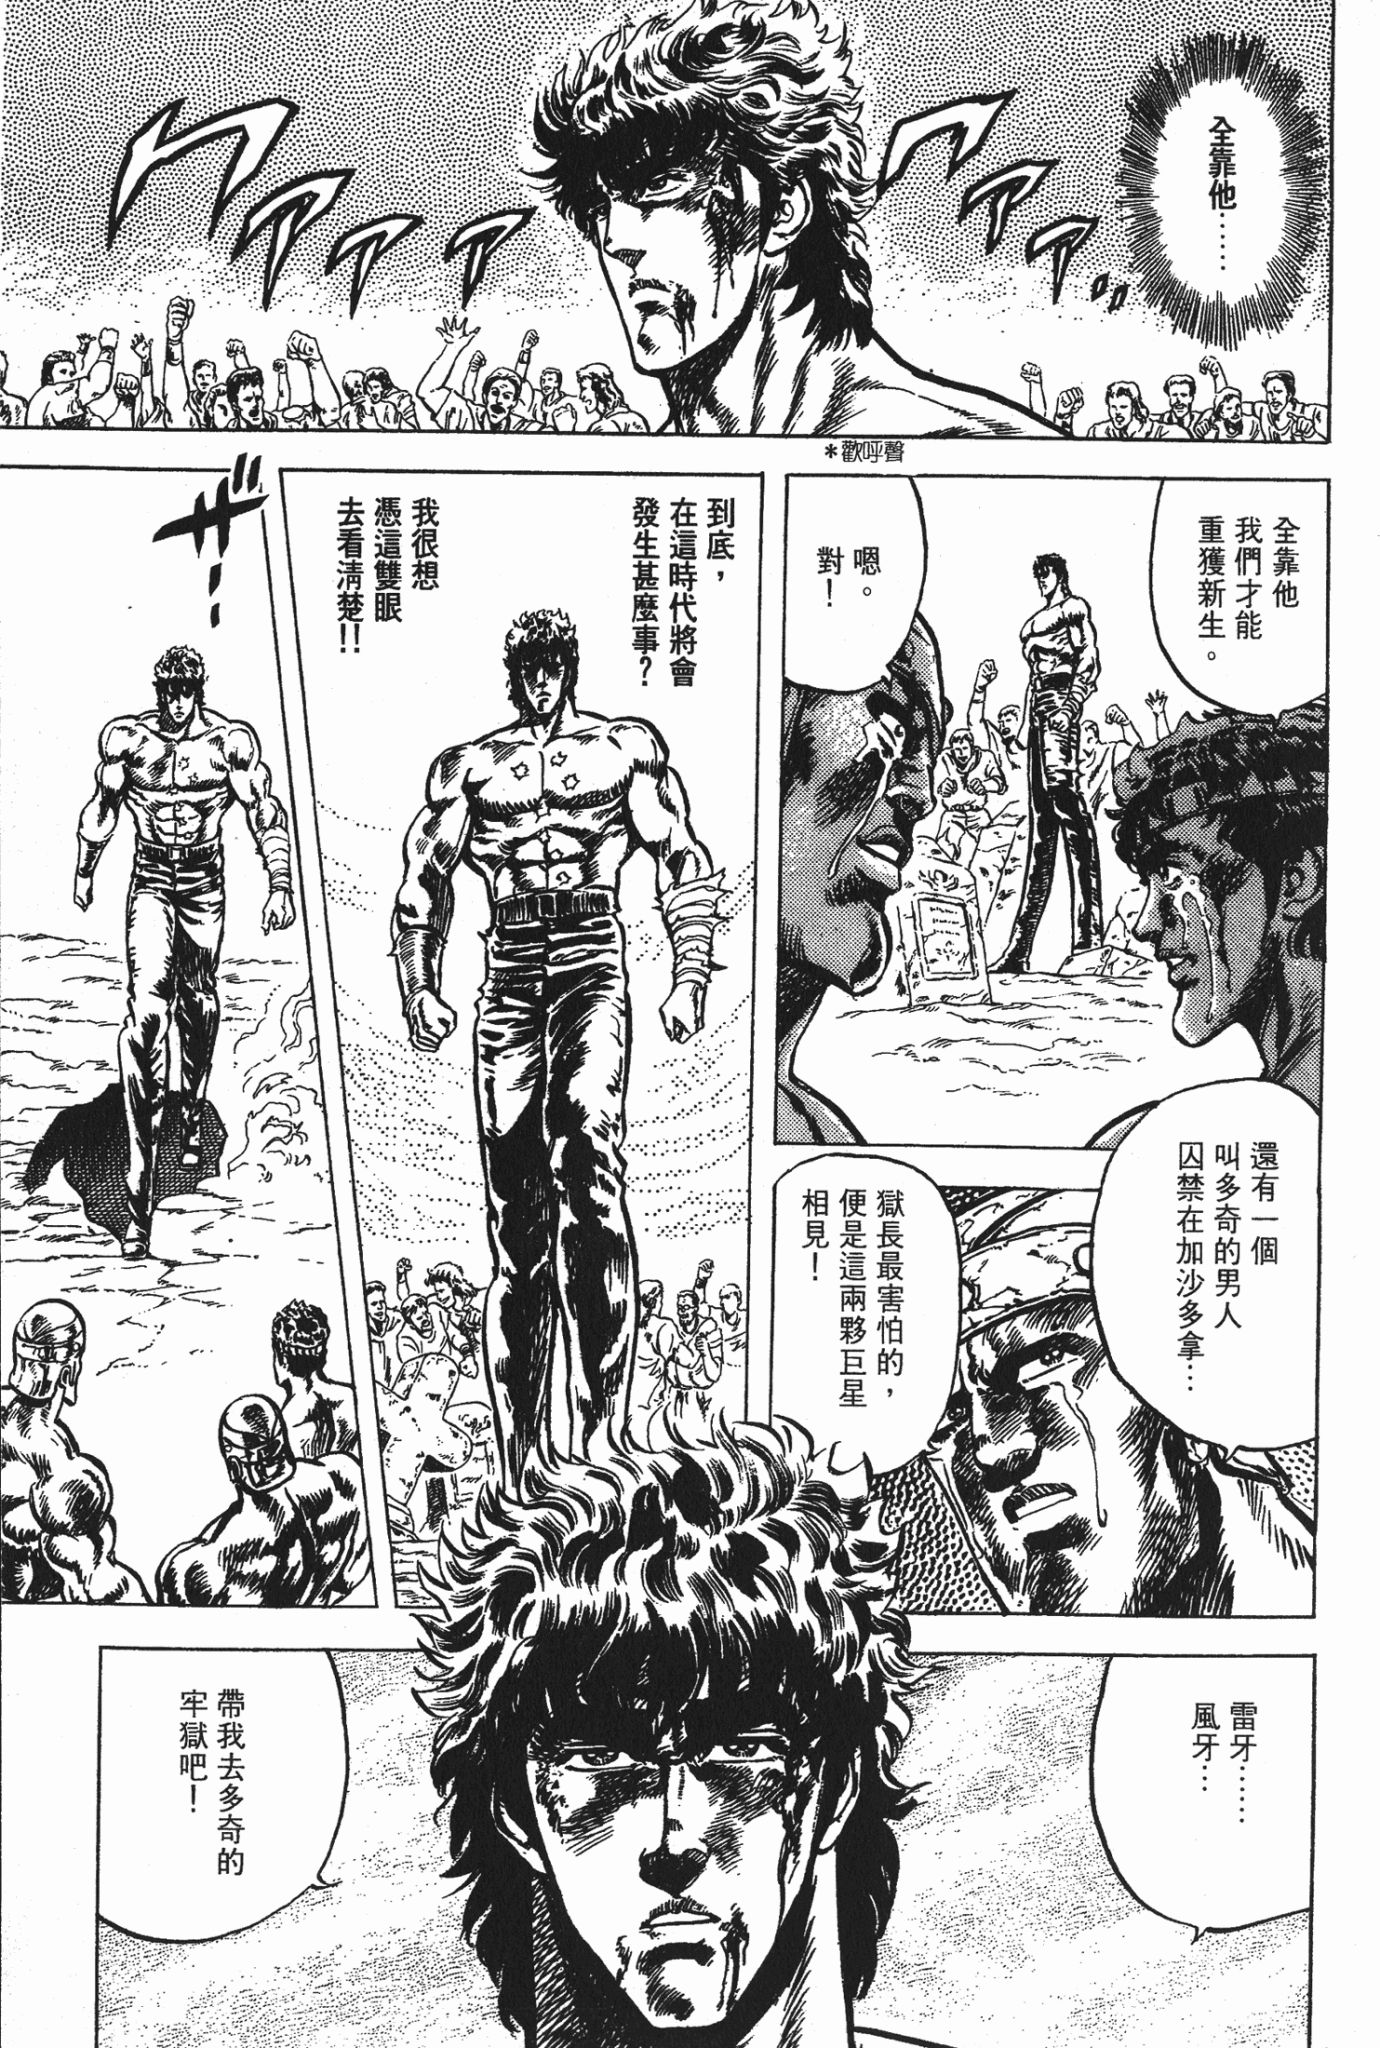 全靠他……
ワァァァァァァ…
*歡呼聲
全靠他
我們才能
重獲新生。
嗯。
對!
還有一個
叫多奇的男人
囚禁在加沙多拿…
獄長最害怕的,
便是這兩夥巨星
相見!
到底,
在這時代將會
發生甚麼事?
我很想
憑這雙眼
去看清楚!!
ザ…
雷牙……
風牙…
帶我去多奇的
牢獄吧!